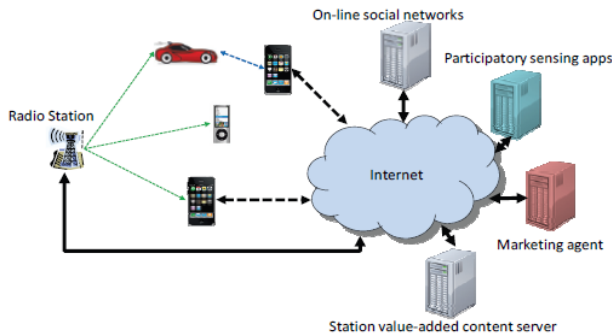 On-line social networks
Participatory sensing apps
Radio Station
Internet
Marketing agent
Station value-added content server